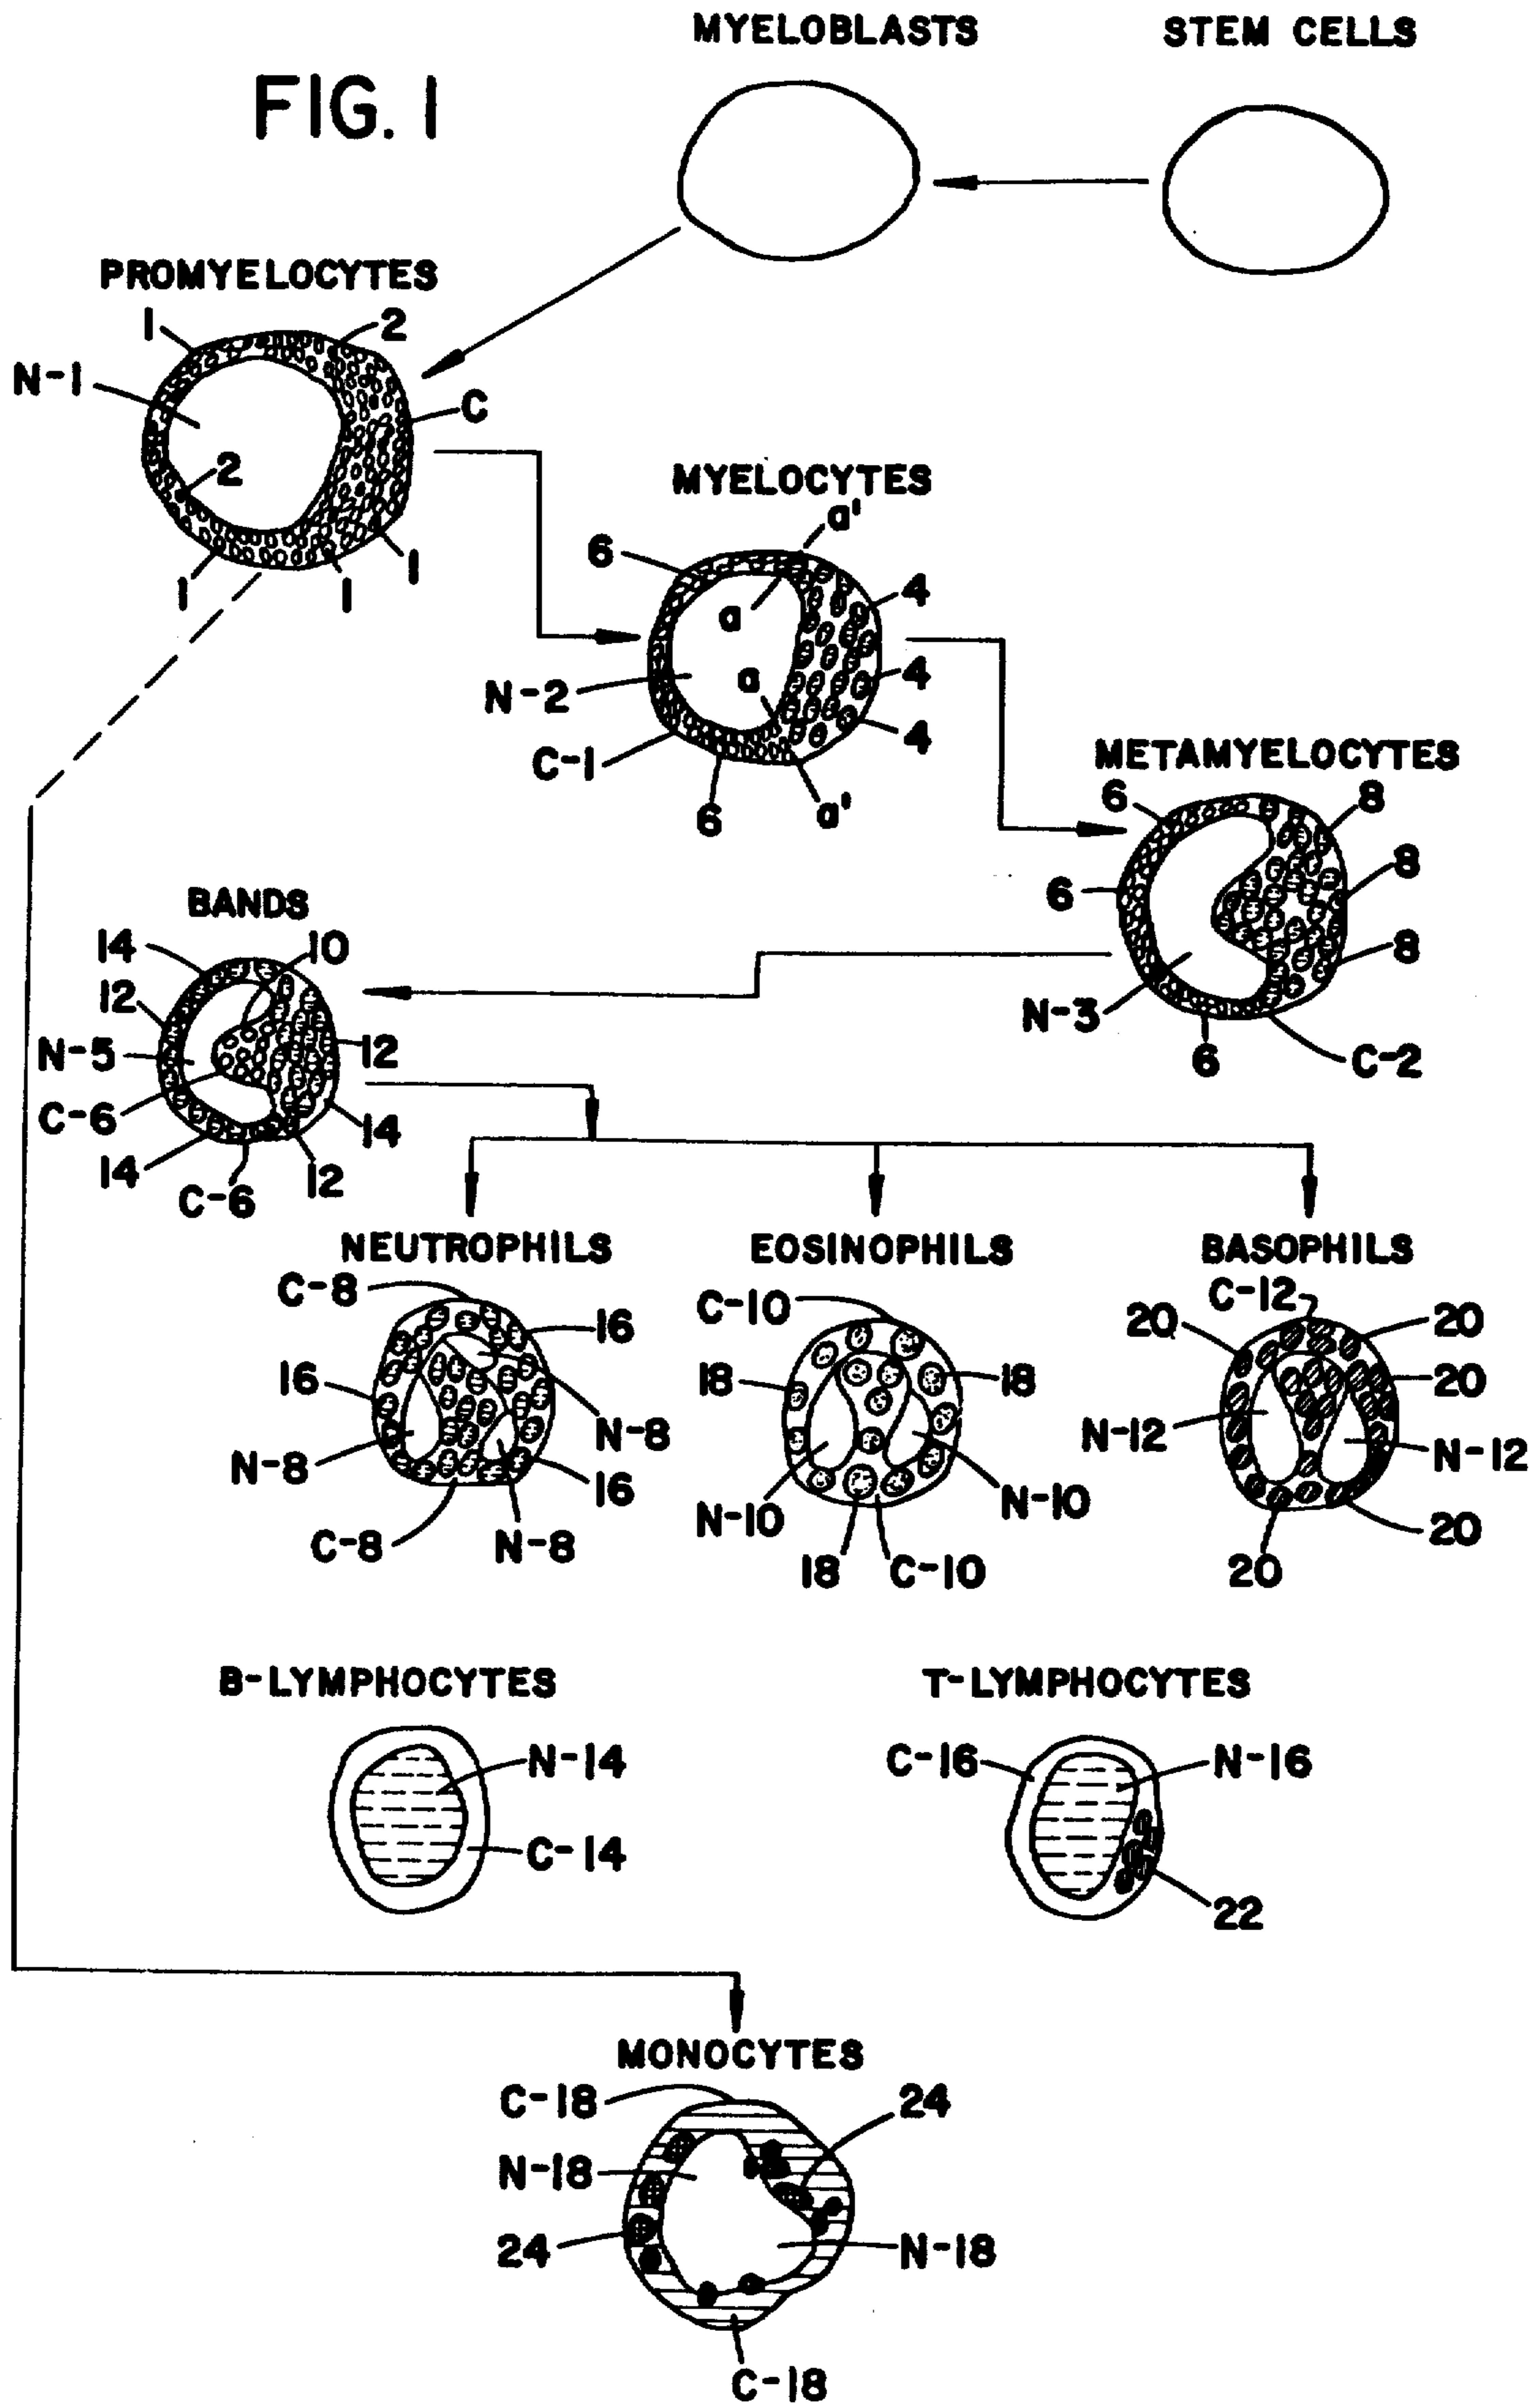 MYELOBLASTS
STEM CELLS
FIG. 1
PROMYELOCYTES
1
2
N-1
C
2
1
1
1
MYELOCYTES
a'
6
4
a
a
4
N-2
4
C-1
6
a'
METAMYELOCYTES
6
8
8
6
8
N-3
6
C-2
BANDS
14
10
12
N-5
12
C-6
14
14
12
C-6
NEUTROPHILS
C-8
16
16
N-8
N-8
16
C-8
N-8
EOSINOPHILS
C-10
18
18
N-10
N-10
18
C-10
BASOPHILS
C-12
20
20
20
N-12
N-12
20
20
B-LYMPHOCYTES
N-14
C-14
T-LYMPHOCYTES
C-16
N-16
22
MONOCYTES
C-18
24
N-18
24
N-18
C-18